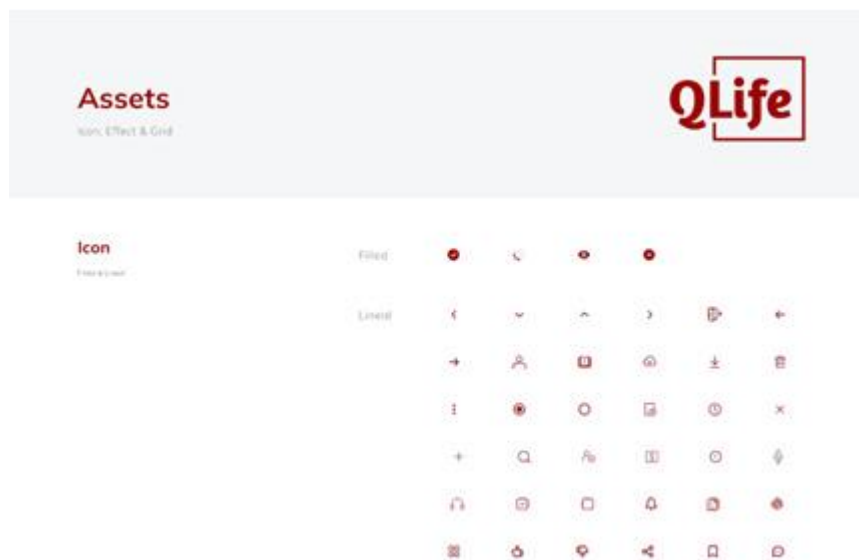 Assets
Icon, Effect & Grid
QLife
Icon
Filled
Lineal